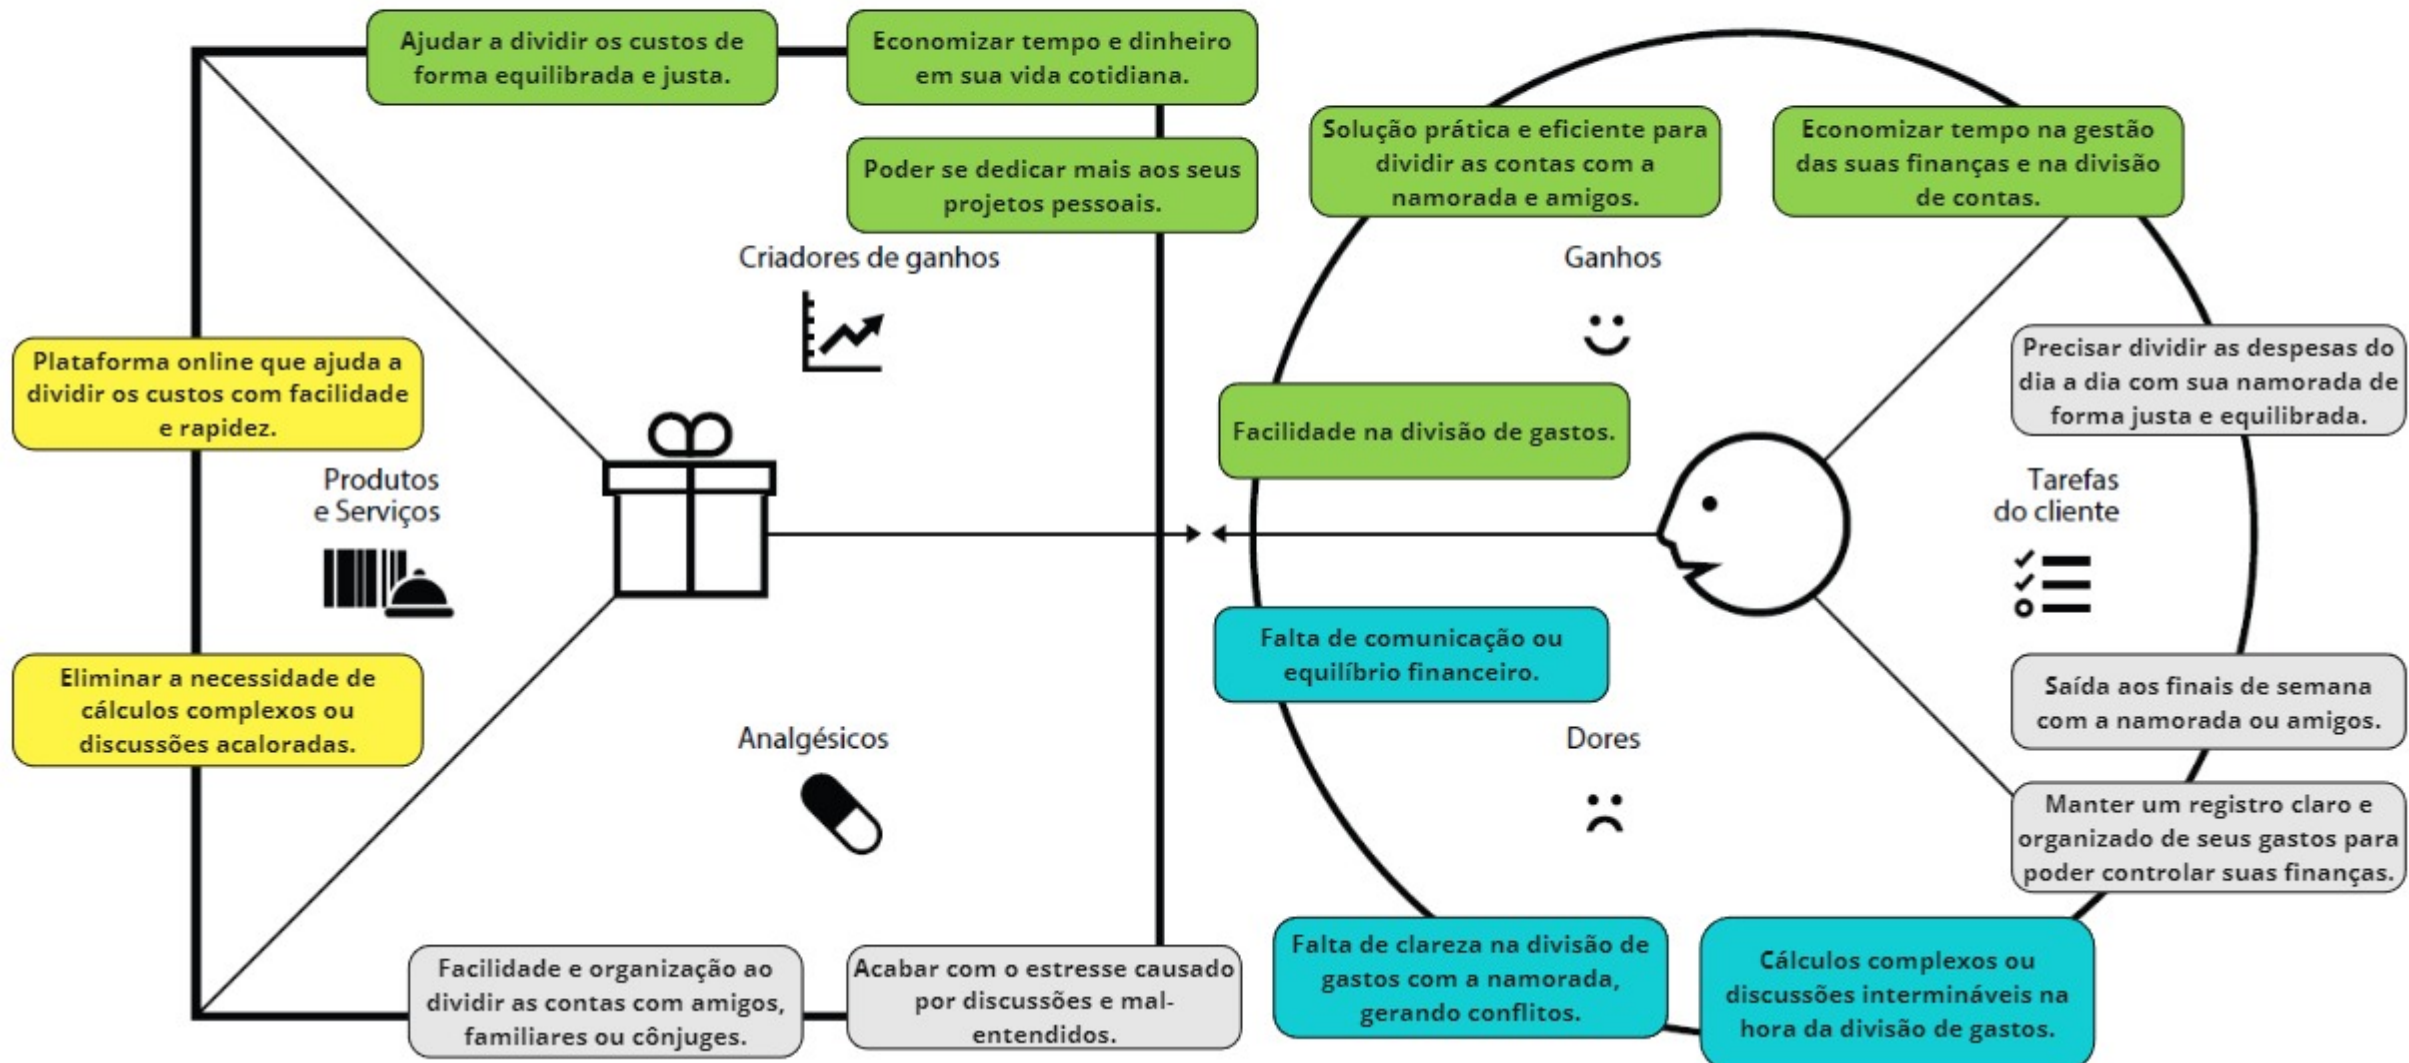 Ajudar a dividir os custos de
forma equilibrada e justa.
Economizar tempo e dinheiro
em sua vida cotidiana.
Poder se dedicar mais aos seus
projetos pessoais.
Criadores de ganhos
Plataforma online que ajuda a
dividir os custos com facilidade
e rapidez.
Produtos
e Serviços
Eliminar a necessidade de
cálculos complexos ou
discussões acaloradas.
Analgésicos
Facilidade e organização ao
dividir as contas com amigos,
familiares ou cônjuges.
Acabar com o estresse causado
por discussões e mal-
entendidos.
Solução prática e eficiente para
dividir as contas com a
namorada e amigos.
Economizar tempo na gestão
das suas finanças e na divisão
de contas.
Ganhos
Facilidade na divisão de gastos.
Precisar dividir as despesas do
dia a dia com sua namorada de
forma justa e equilibrada.
Tarefas
do cliente
Saída aos finais de semana
com a namorada ou amigos.
Manter um registro claro e
organizado de seus gastos para
poder controlar suas finanças.
Falta de comunicação ou
equilíbrio financeiro.
Dores
Falta de clareza na divisão de
gastos com a namorada,
gerando conflitos.
Cálculos complexos ou
discussões intermináveis na
hora da divisão de gastos.